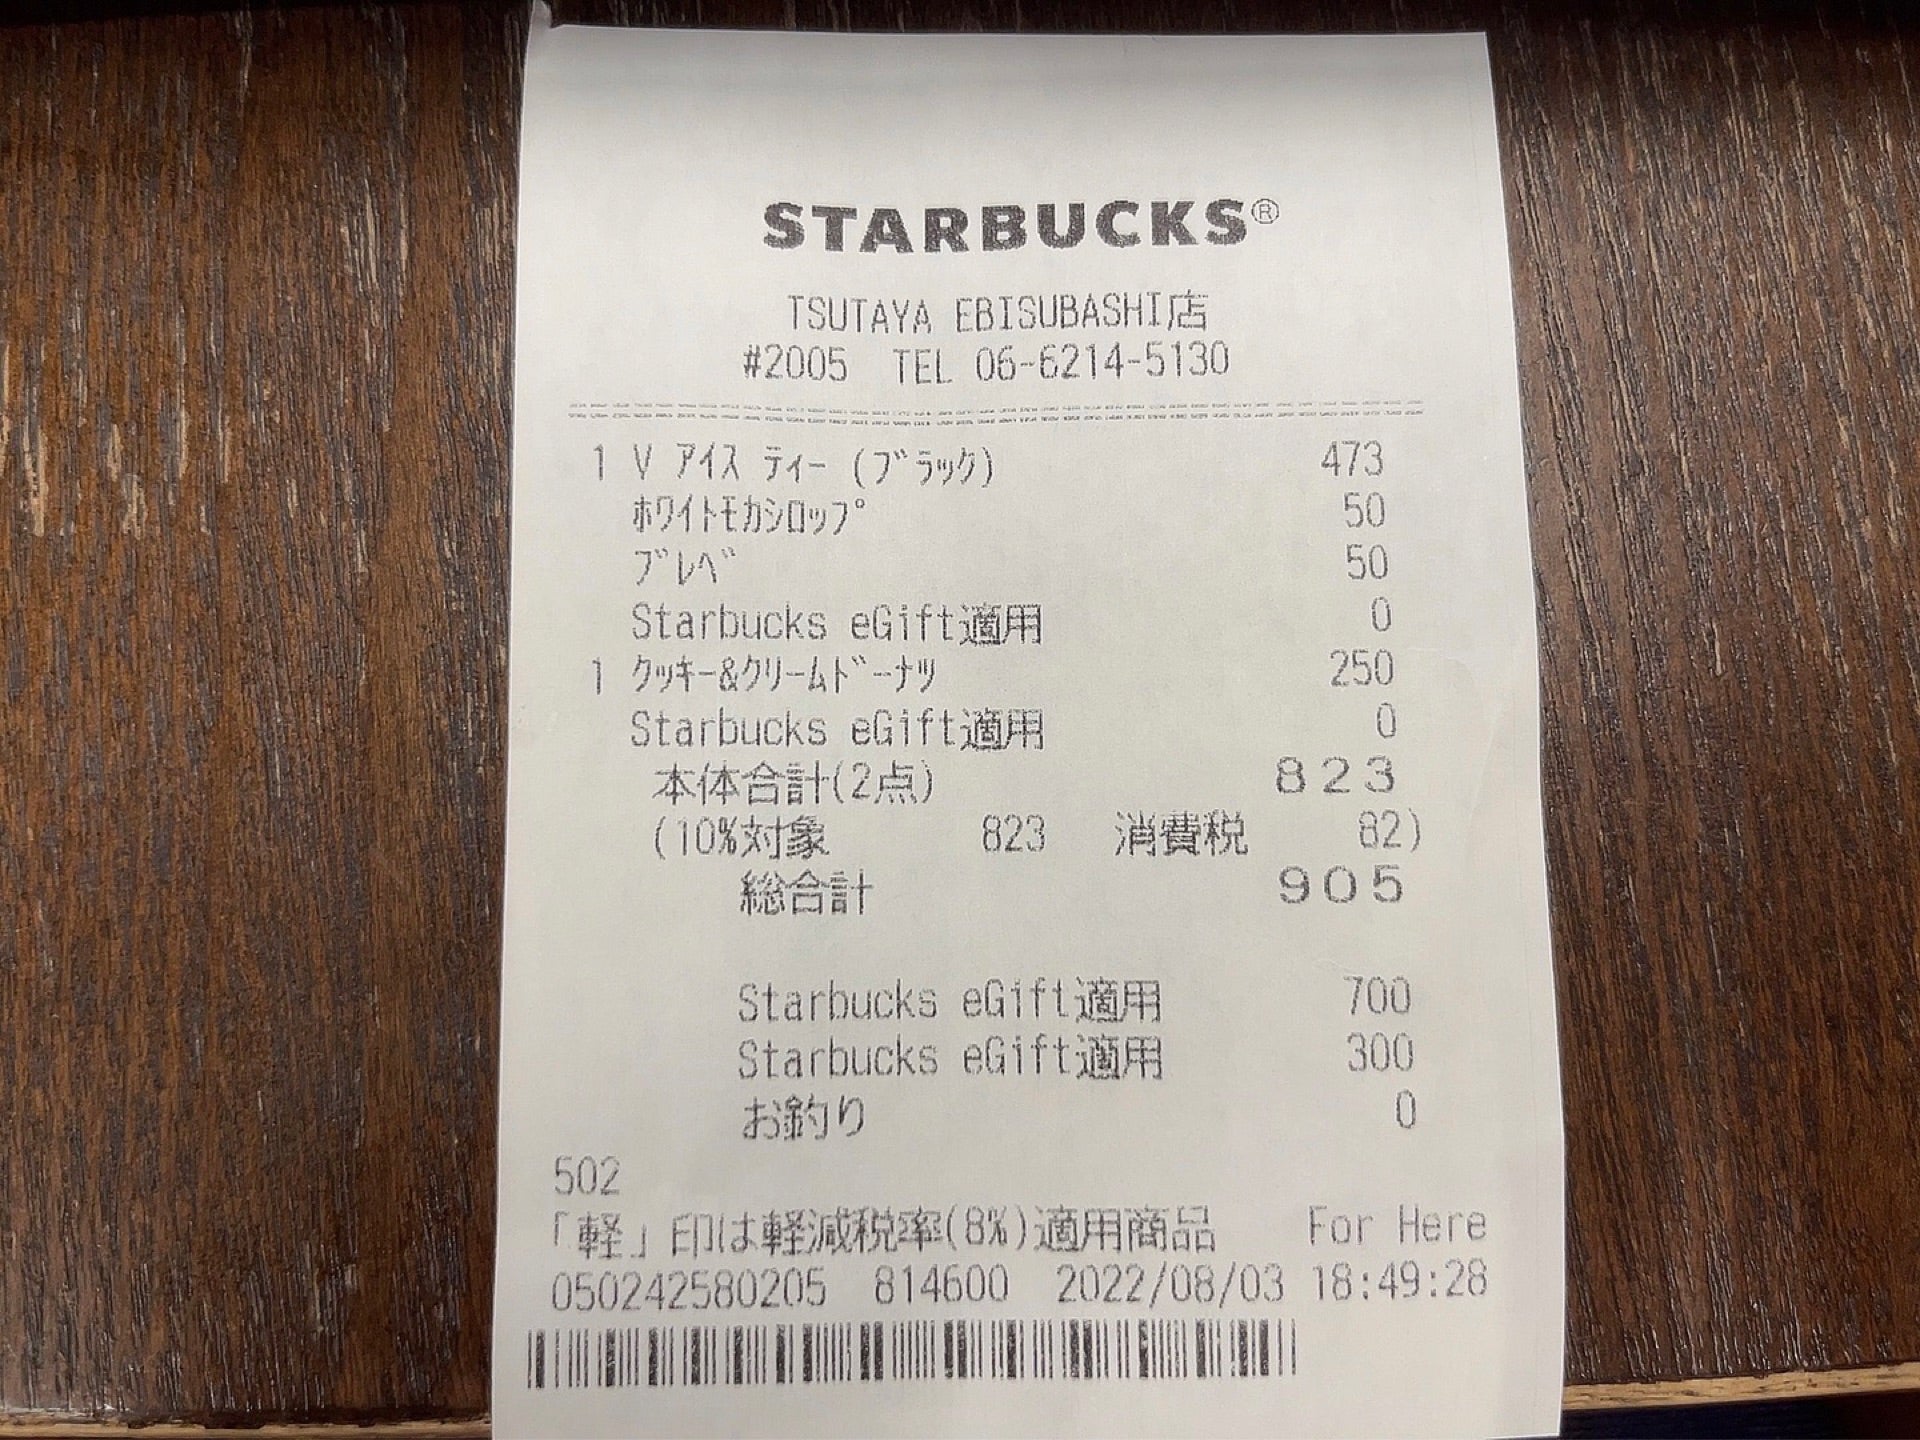 STARBUCKS®
TSUTAYA EBISUBASHI店
#2005 TEL 06-6214-5130
1 V ｱｲｽ ﾃｨｰ (ﾌﾞﾗｯｸ) 473
ﾎﾜｲﾄﾓｶｼﾛｯﾌﾟ 50
ﾌﾞﾚﾍﾞ 50
Starbucks eGift適用 0
1 ｸｯｷｰ&ｸﾘｰﾑﾄﾞｰﾅﾂ 250
Starbucks eGift適用 0
本体合計(2点) 823
(10%対象 823 消費税 82)
総合計 905
Starbucks eGift適用 700
Starbucks eGift適用 300
お釣り 0
502
「軽」印は軽減税率(8%)適用商品 For Here
050242580205 814600 2022/08/03 18:49:28